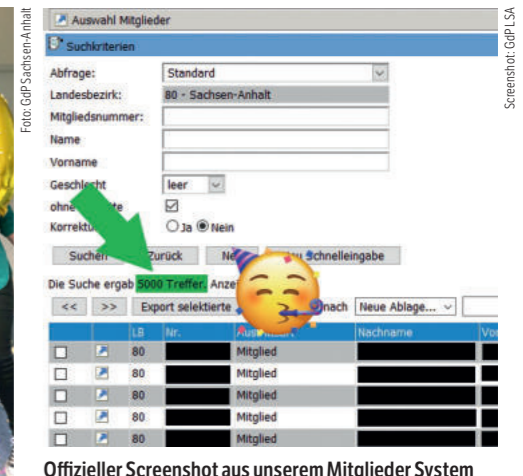 Foto: GdP Sachsen-Anhalt
Auswahl Mitglieder
Suchkriterien
Abfrage: Standard
Landesbezirk: 80 - Sachsen-Anhalt
Mitgliedsnummer:
Name
Vorname
Geschlecht leer
ohne
Korrektu Ja Nein
Suchen Zurück Schnelleingabe
Die Suche ergab 5000 Treffer. Anze
<< >> Export selektierte nach Neue Ablage...
LB Nr. Nachname
80 Mitglied
80 Mitglied
80 Mitglied
80 Mitglied
80 Mitglied
Offizieller Screenshot aus unserem Mitglieder System
Screenshot: GdP LSA